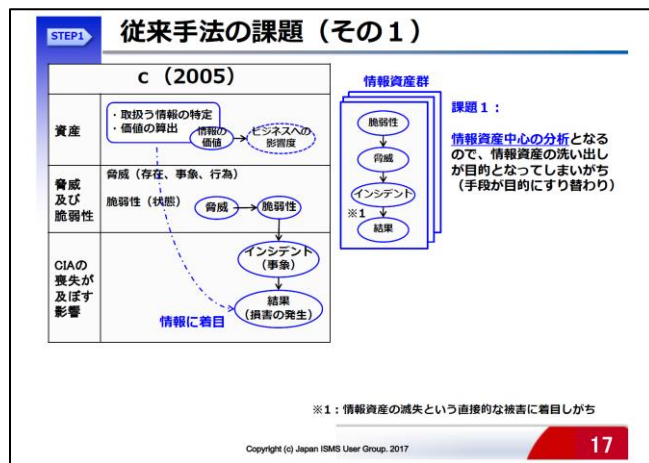 STEP1
従来手法の課題（その１）
c（2005）
資産
・取扱う情報の特定
・価値の算出
情報の
価値
ビジネスへの
影響度
脅威
及び
脆弱性
脅威（存在、事象、行為）
脆弱性（状態）
脅威
脆弱性
CIAの
喪失が
及ぼす
影響
インシデント
（事象）
結果
（損害の発生）
情報に着目
情報資産群
脆弱性
脅威
インシデント
※1
結果
課題１：
情報資産中心の分析となる
ので、情報資産の洗い出し
が目的となってしまいがち
（手段が目的にすり替わり）
※1：情報資産の滅失という直接的な被害に着目しがち
Copyright (c) Japan ISMS User Group. 2017
17